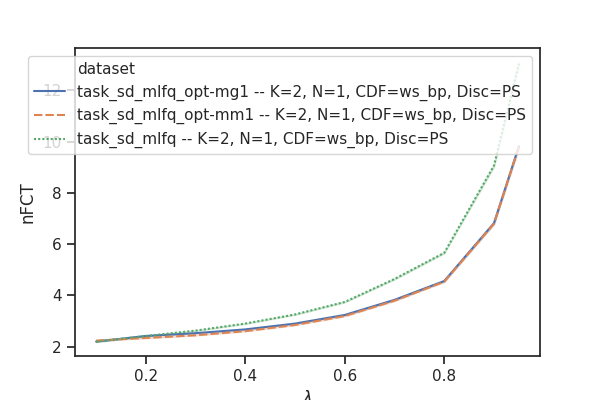 dataset
task_sd_mlfq_opt-mg1 -- K=2, N=1, CDF=ws_bp, Disc=PS
task_sd_mlfq_opt-mm1 -- K=2, N=1, CDF=ws_bp, Disc=PS
task_sd_mlfq -- K=2, N=1, CDF=ws_bp, Disc=PS
12
10
8
6
4
2
nFCT
0.2 0.4 0.6 0.8
λ